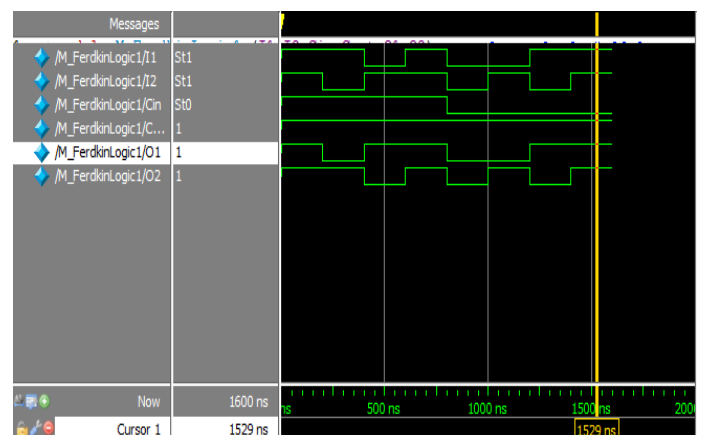 Messages
/M_FerdkinLogic1/I1 St1
/M_FerdkinLogic1/I2 St1
/M_FerdkinLogic1/Cin St0
/M_FerdkinLogic1/C... 1
/M_FerdkinLogic1/O1 1
/M_FerdkinLogic1/O2 1
Now 1600 ns ns 500 ns 1000 ns 1500 ns 2000
Cursor 1 1529 ns 1529 ns